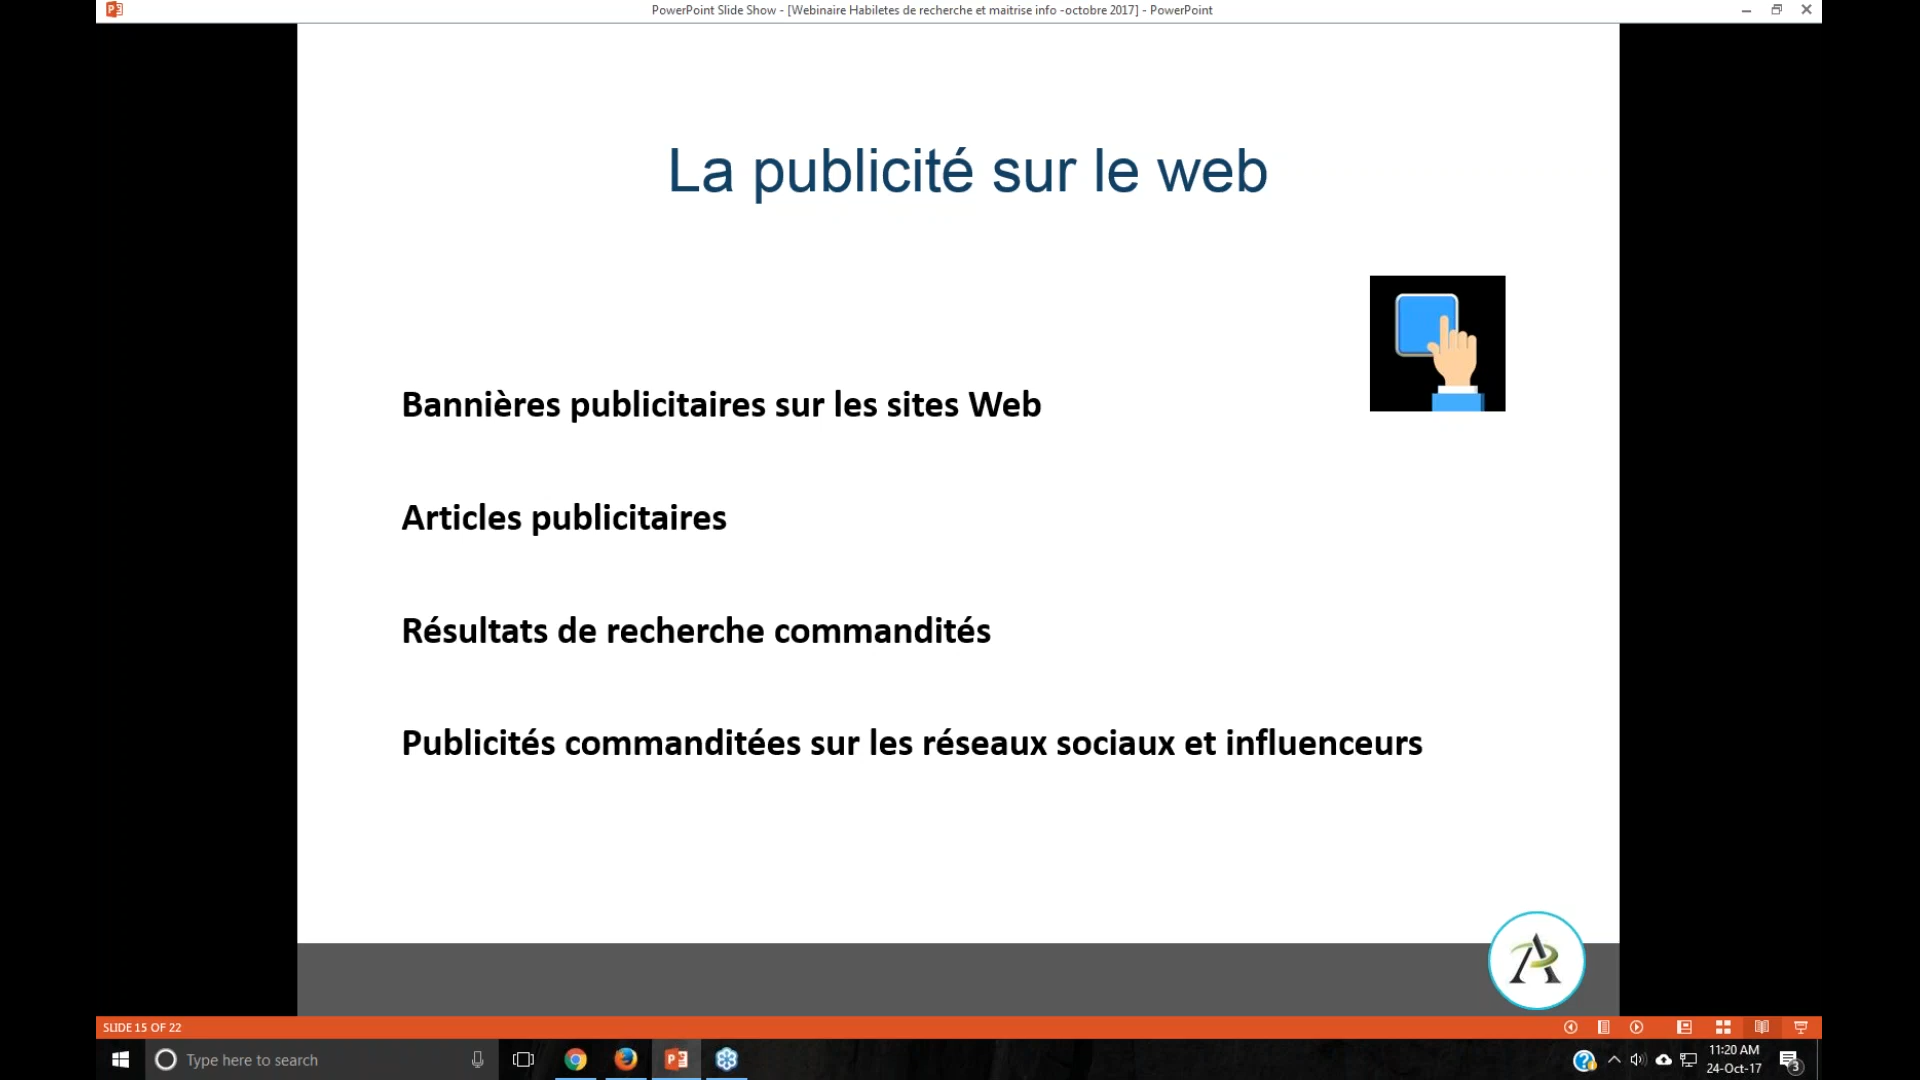 PowerPoint Slide Show - [Webinaire Habiletes de recherche et maitrise info -octobre 2017] - PowerPoint
La publicité sur le web
Bannières publicitaires sur les sites Web
Articles publicitaires
Résultats de recherche commandités
Publicités commanditées sur les réseaux sociaux et influenceurs
SLIDE 15 OF 22
Type here to search
11:20 AM
24-Oct-17
3